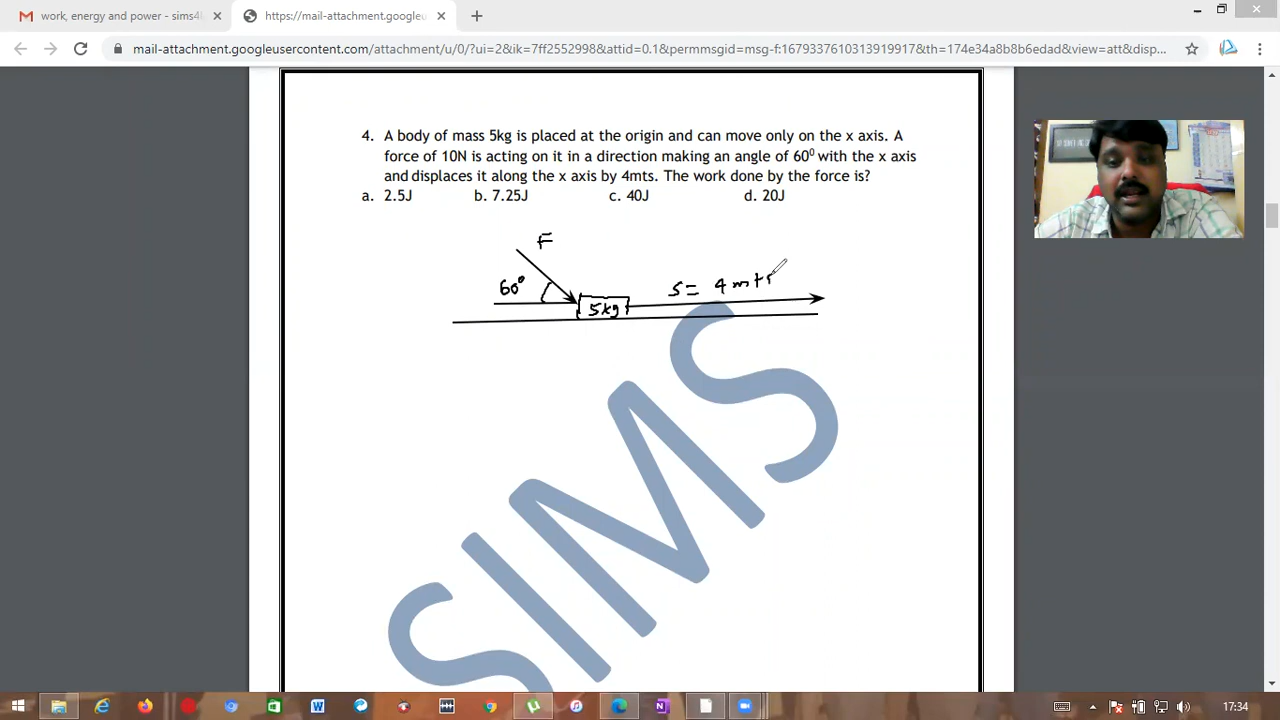 work, energy and power - sims4
https://mail-attachment.googleu
mail-attachment.googleusercontent.com/attachment/u/0/?ui=2&ik=7ff2552998&attid=0.1&permmsgid=msg-f:1679337610313919917&th=174e34a8b8b6edad&view=att&disp...
4. A body of mass 5kg is placed at the origin and can move only on the x axis. A
force of 10N is acting on it in a direction making an angle of 60⁰ with the x axis
and displaces it along the x axis by 4mts. The work done by the force is?
a. 2.5J b. 7.25J c. 40J d. 20J
F
60° 5kg S = 4 mtr
SIMS
SIMS
17:34